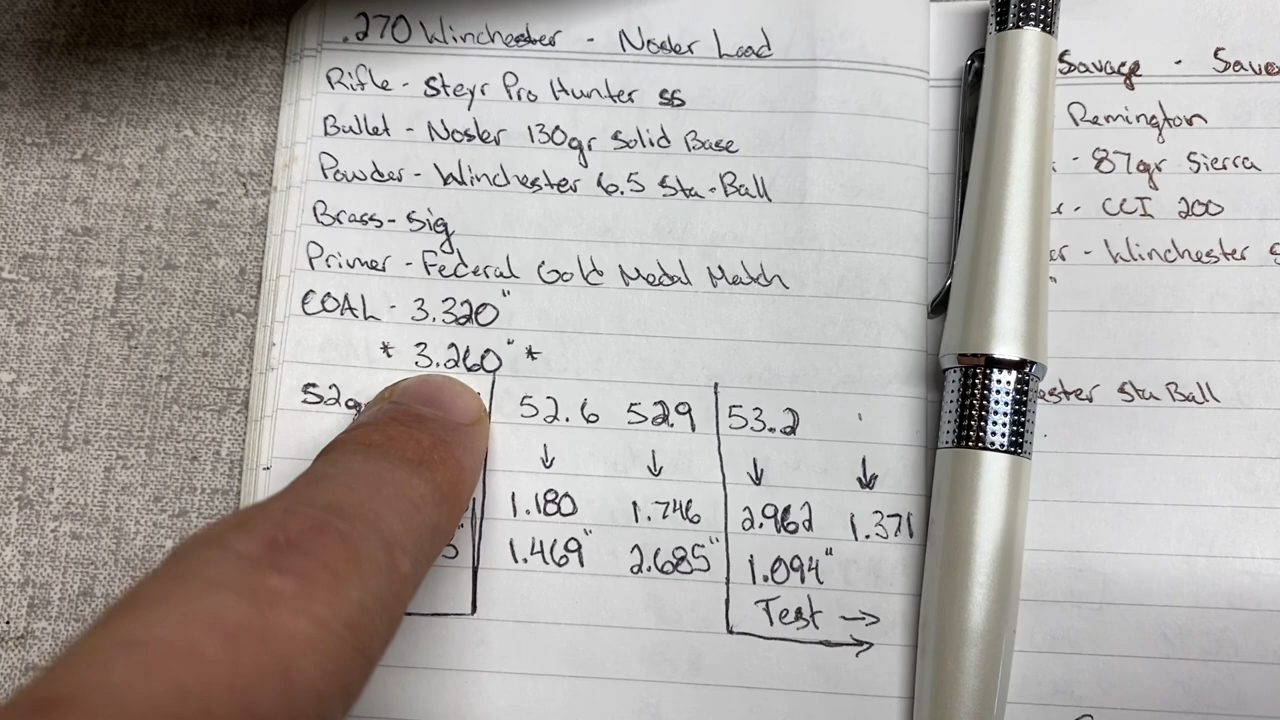 .270 Winchester - Nosler Load
Rifle - Steyr Pro Hunter SS
Bullet - Nosler 130gr Solid Base
Powder - Winchester 6.5 Sta-Ball
Brass - Sig
Primer - Federal Gold Medal Match
COAL - 3.320"
* 3.260" *
52g 52.6 52.9 53.2
↓ ↓ ↓ ↓
1.180 1.746 2.962 1.371
1.469" 2.685" 1.094"
Test →
Savage -
Remington
- 87gr Sierra
CCI 200
- Winchester
Sta Ball